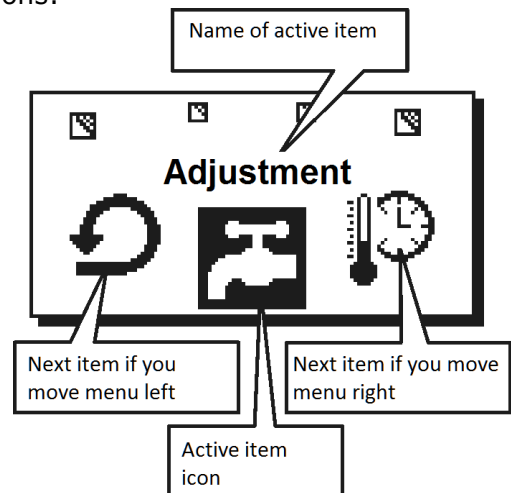 ons:
Name of active item
Adjustment
Next item if you
move menu left
Next item if you move
menu right
Active item
icon